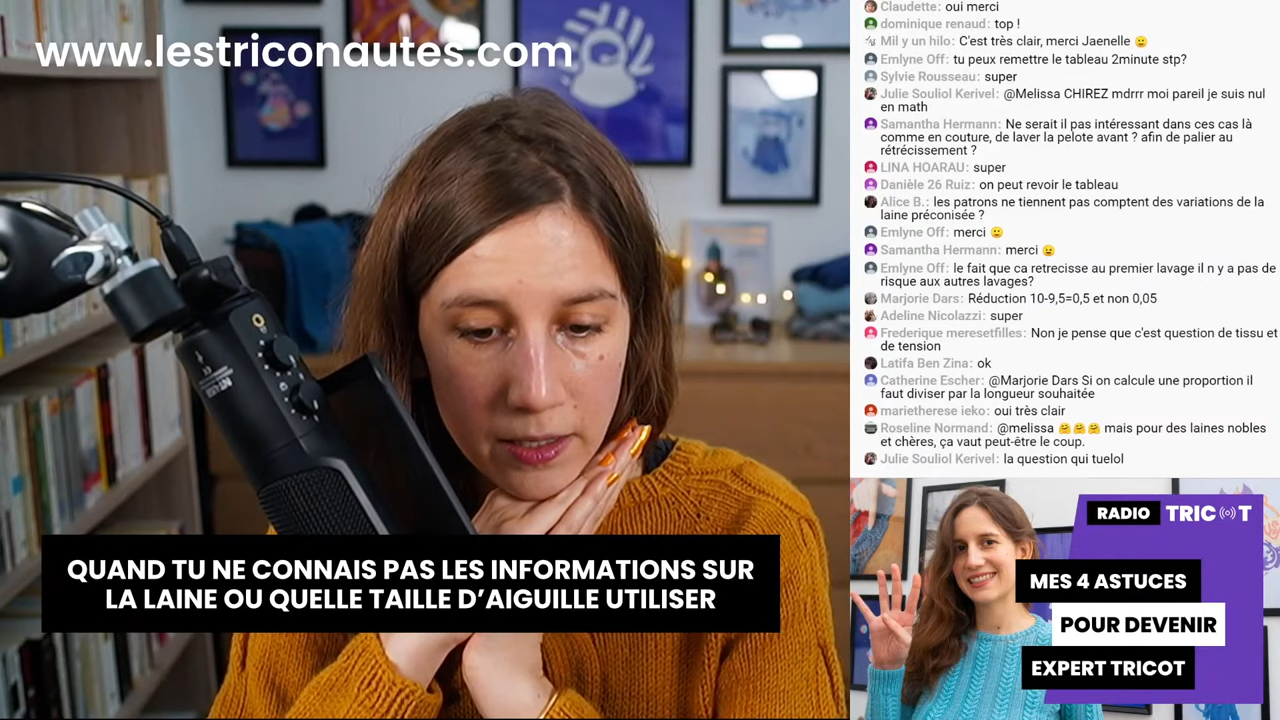 www.lestriconautes.com
QUAND TU NE CONNAIS PAS LES INFORMATIONS SUR
LA LAINE OU QUELLE TAILLE D’AIGUILLE UTILISER
Claudette: oui merci
dominique renaud: top !
Mil y un hilo: C'est très clair, merci Jaenelle 🙂
Emlyne Off: tu peux remettre le tableau 2minute stp?
Sylvie Rousseau: super
Julie Souliol Kerivel: @Melissa CHIREZ mdrrr moi pareil je suis nul
en math
Samantha Hermann: Ne serait il pas intéressant dans ces cas là
comme en couture, de laver la pelote avant ? afin de palier au
rétrécissement ?
LINA HOARAU: super
Danièle 26 Ruiz: on peut revoir le tableau
Alice B.: les patrons ne tiennent pas comptent des variations de la
laine préconisée ?
Emlyne Off: merci 🙂
Samantha Hermann: merci 😉
Emlyne Off: le fait que ca retrecisse au premier lavage il n y a pas de
risque aux autres lavages?
Marjorie Dars: Réduction 10-9,5=0,5 et non 0,05
Adeline Nicolazzi: super
Frederique meresetfilles: Non je pense que c'est question de tissu et
de tension
Latifa Ben Zina: ok
Catherine Escher: @Marjorie Dars Si on calcule une proportion il
faut diviser par la longueur souhaitée
marietherese ieko: oui très clair
Roseline Normand: @melissa 🤗🤗🤗 mais pour des laines nobles
et chères, ça vaut peut-être le coup.
Julie Souliol Kerivel: la question qui tuelol
RADIO TRICOT
MES 4 ASTUCES
POUR DEVENIR
EXPERT TRICOT